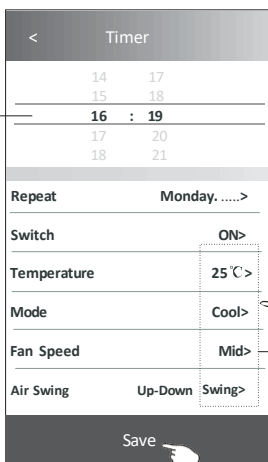 < Timer
14 17
15 18
16 : 19
17 20
18 21
Repeat Monday. .....>
Switch ON>
Temperature 25℃>
Mode Cool>
Fan Speed Mid>
Air Swing Up-Down Swing>
Save